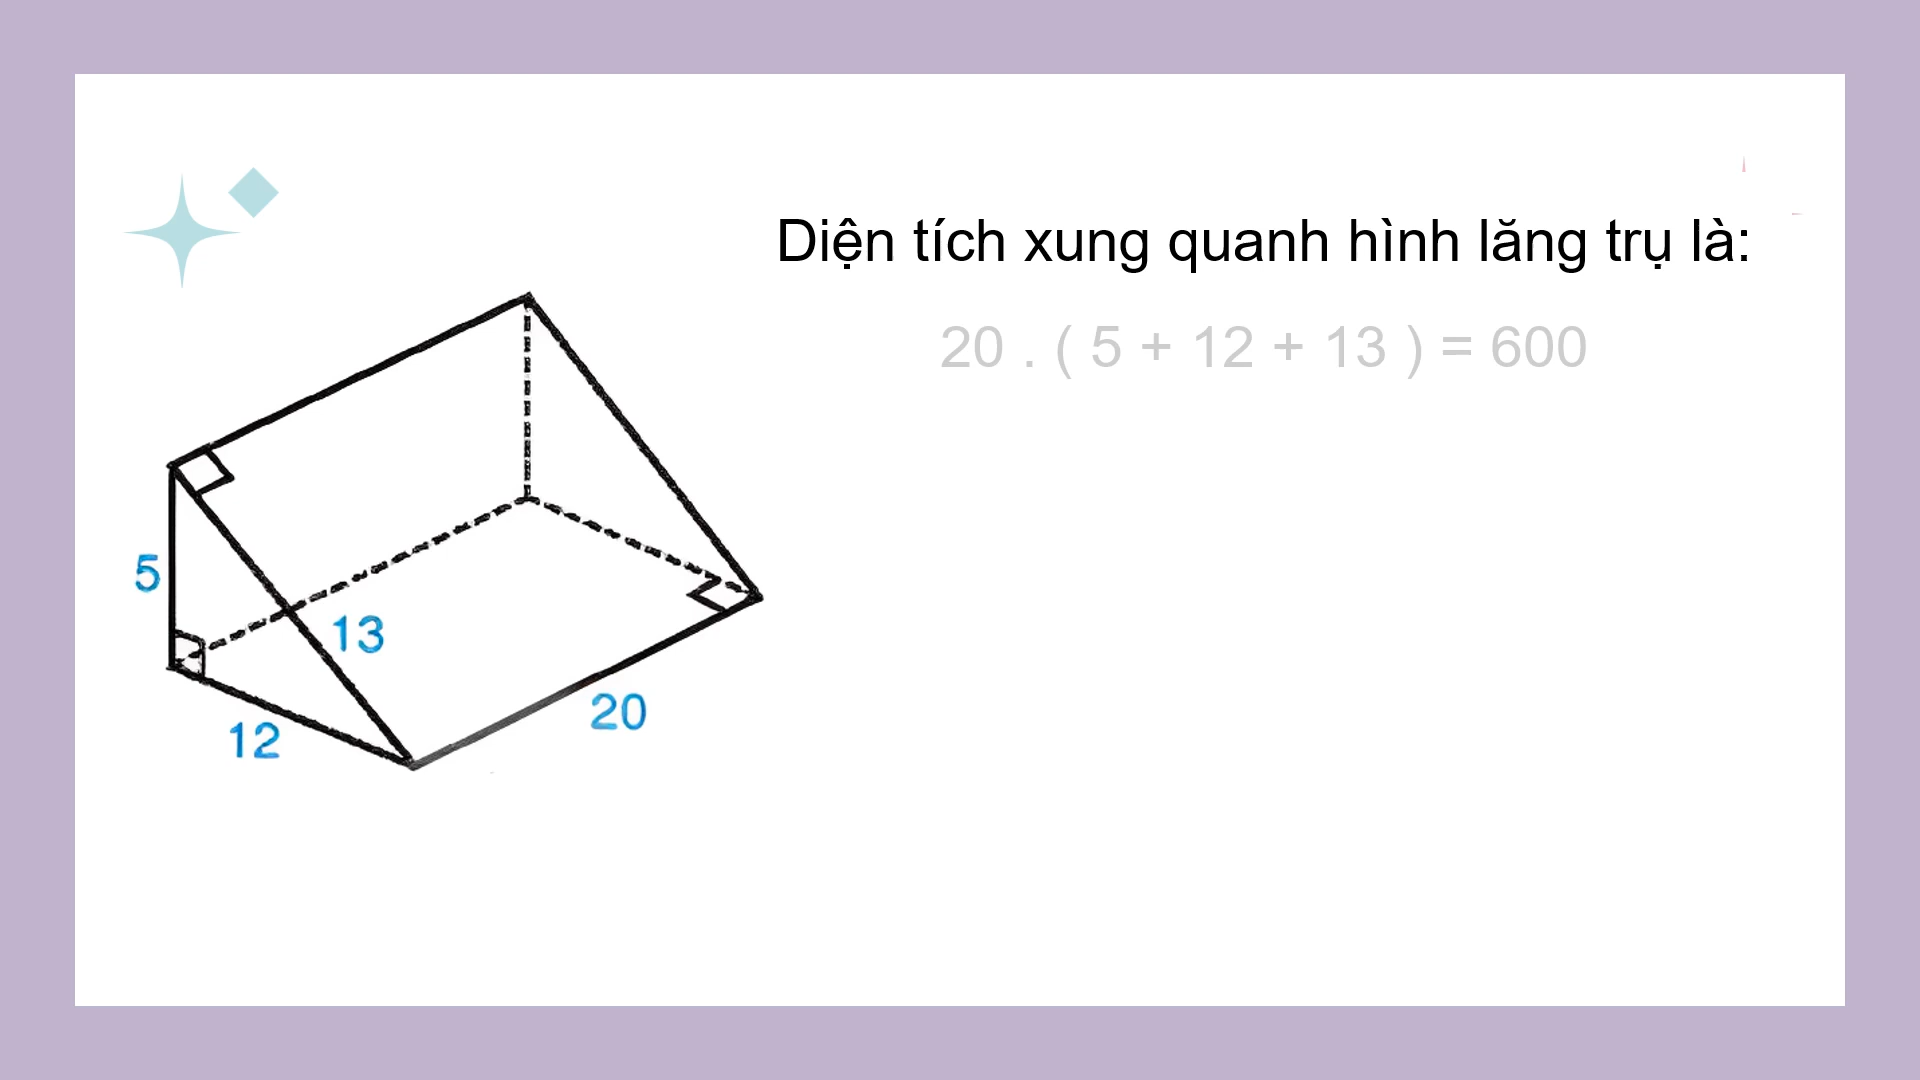 Diện tích xung quanh hình lăng trụ là:
20 . ( 5 + 12 + 13 ) = 600
5
13
12
20